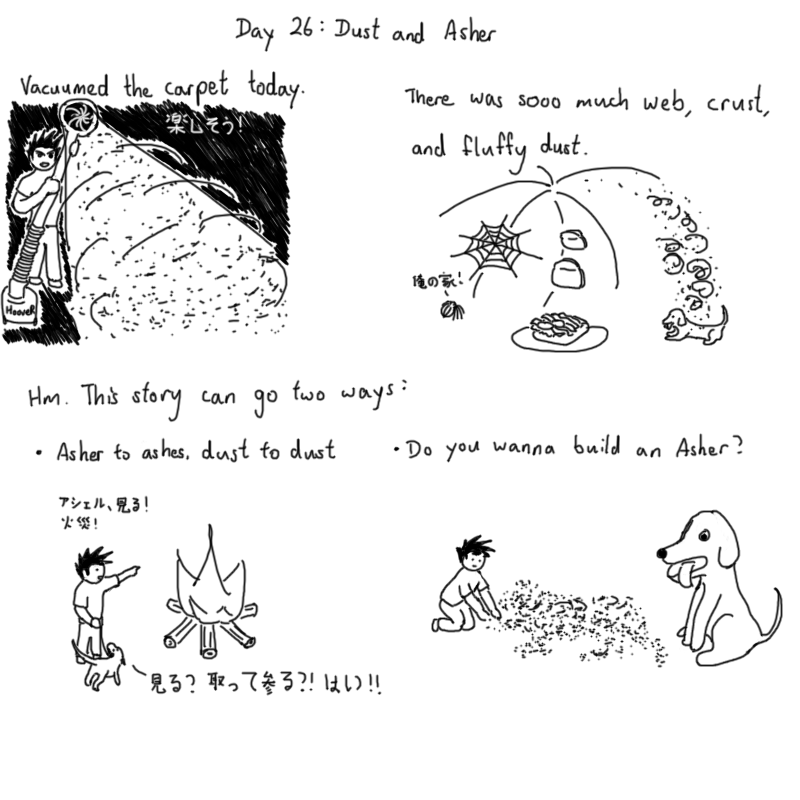 Day 26: Dust and Asher
Vacuumed the carpet today.
楽しそう!
Hoover
There was sooo much web, crust,
and fluffy dust.
俺の家!
Hm. This story can go two ways:
• Asher to ashes, dust to dust
アシェル、見る!
火災!
見る? 取って参る?! はい!!
• Do you wanna build an Asher?